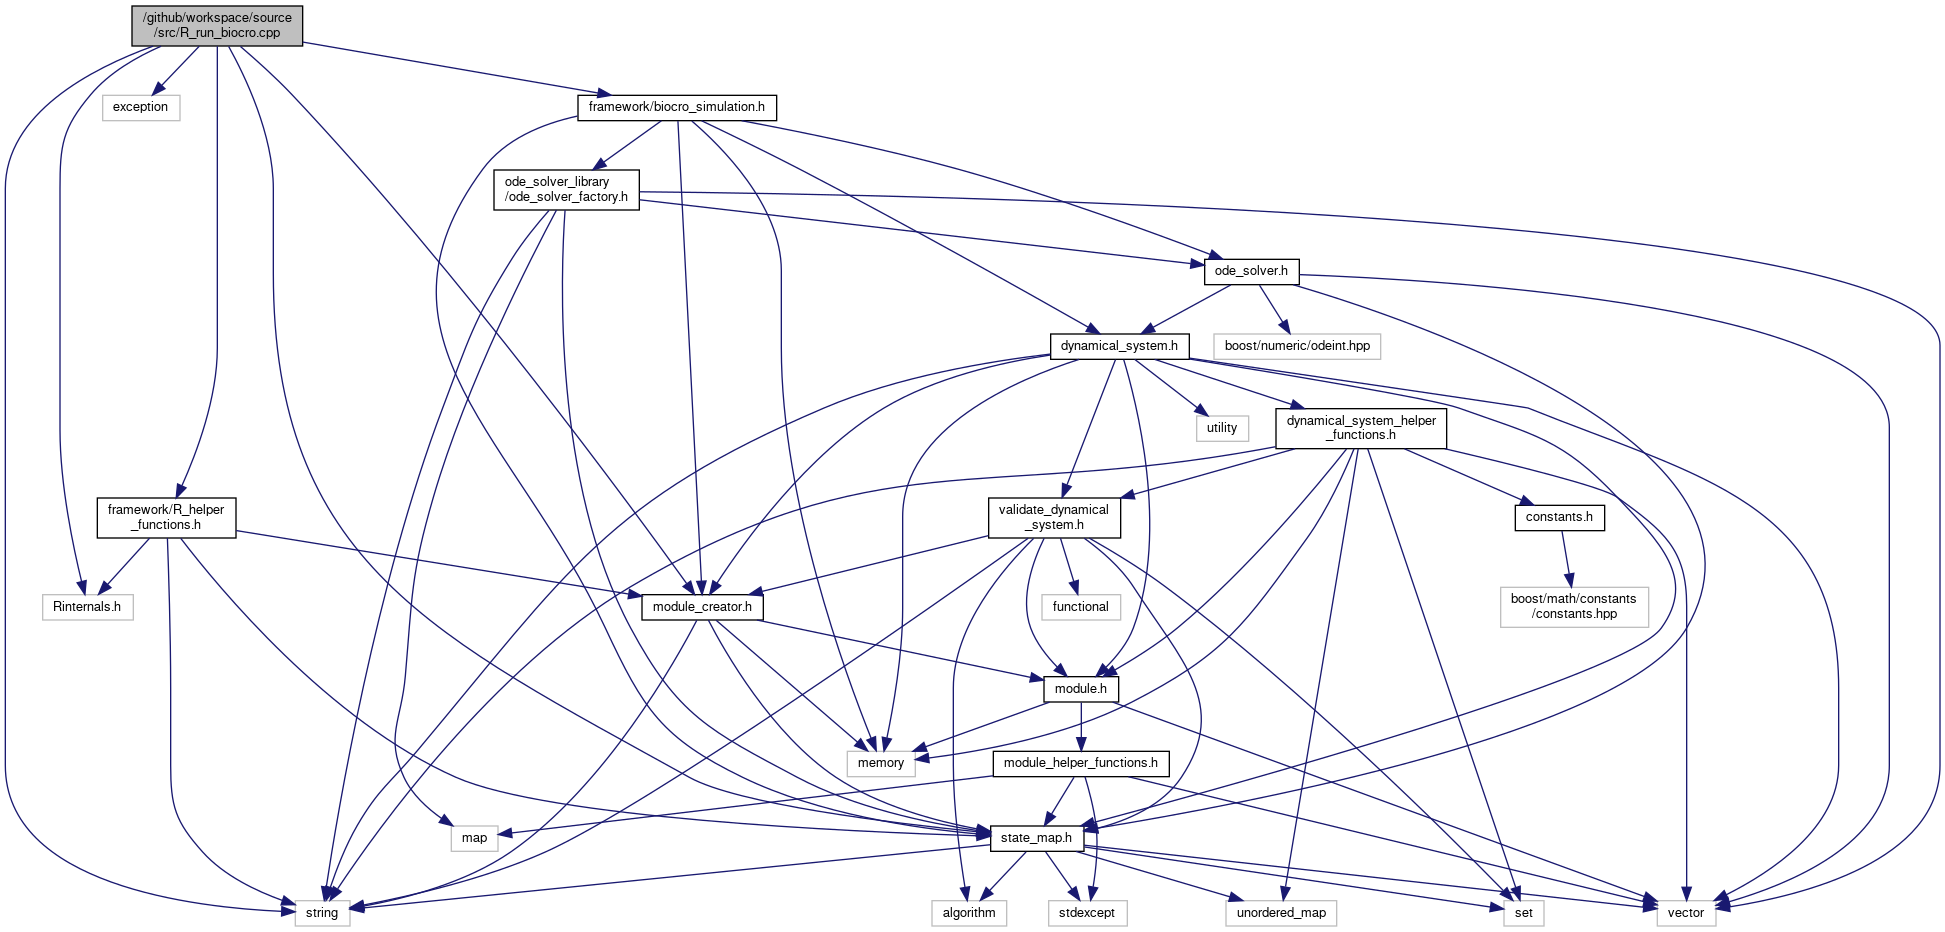 /github/workspace/source
/src/R_run_biocro.cpp
exception
framework/biocro_simulation.h
ode_solver_library
/ode_solver_factory.h
ode_solver.h
dynamical_system.h
boost/numeric/odeint.hpp
utility
dynamical_system_helper
_functions.h
framework/R_helper
_functions.h
validate_dynamical
_system.h
constants.h
Rinternals.h
module_creator.h
functional
boost/math/constants
/constants.hpp
module.h
memory
module_helper_functions.h
map
state_map.h
string
algorithm
stdexcept
unordered_map
set
vector